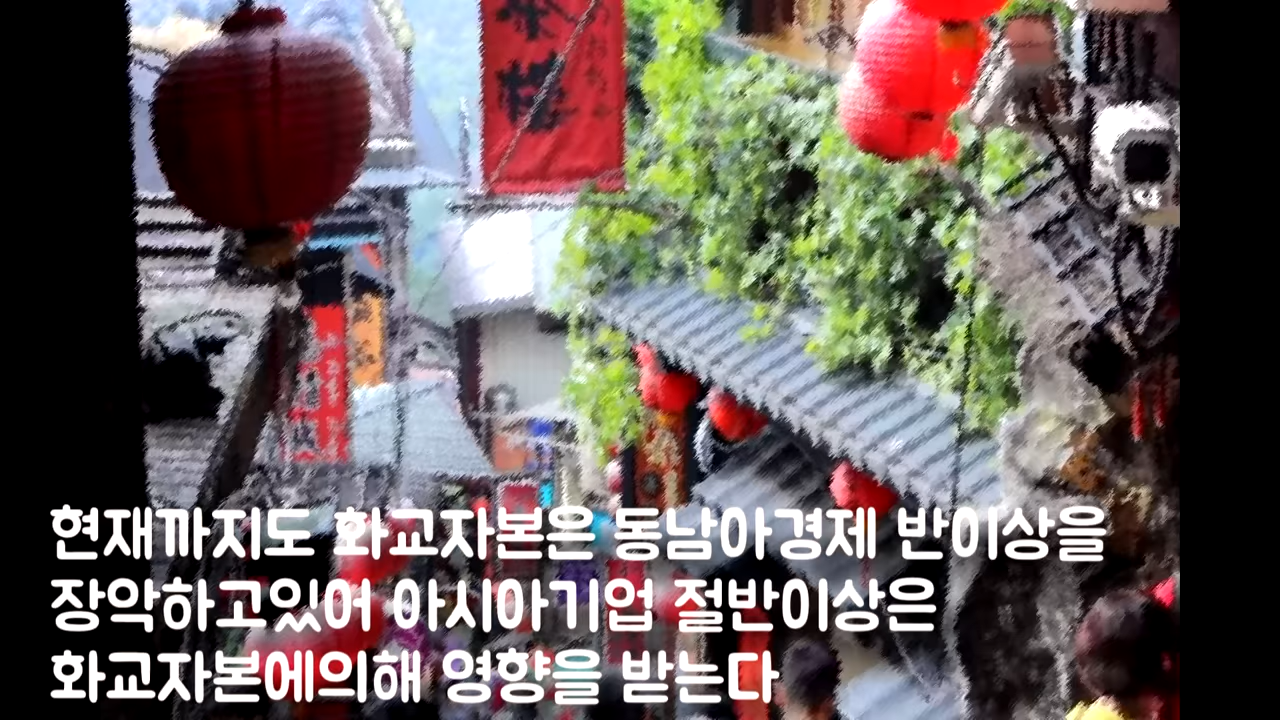 현재까지도 화교자본은 동남아경제 반이상을
장악하고있어 아시아기업 절반이상은
화교자본에의해 영향을 받는다